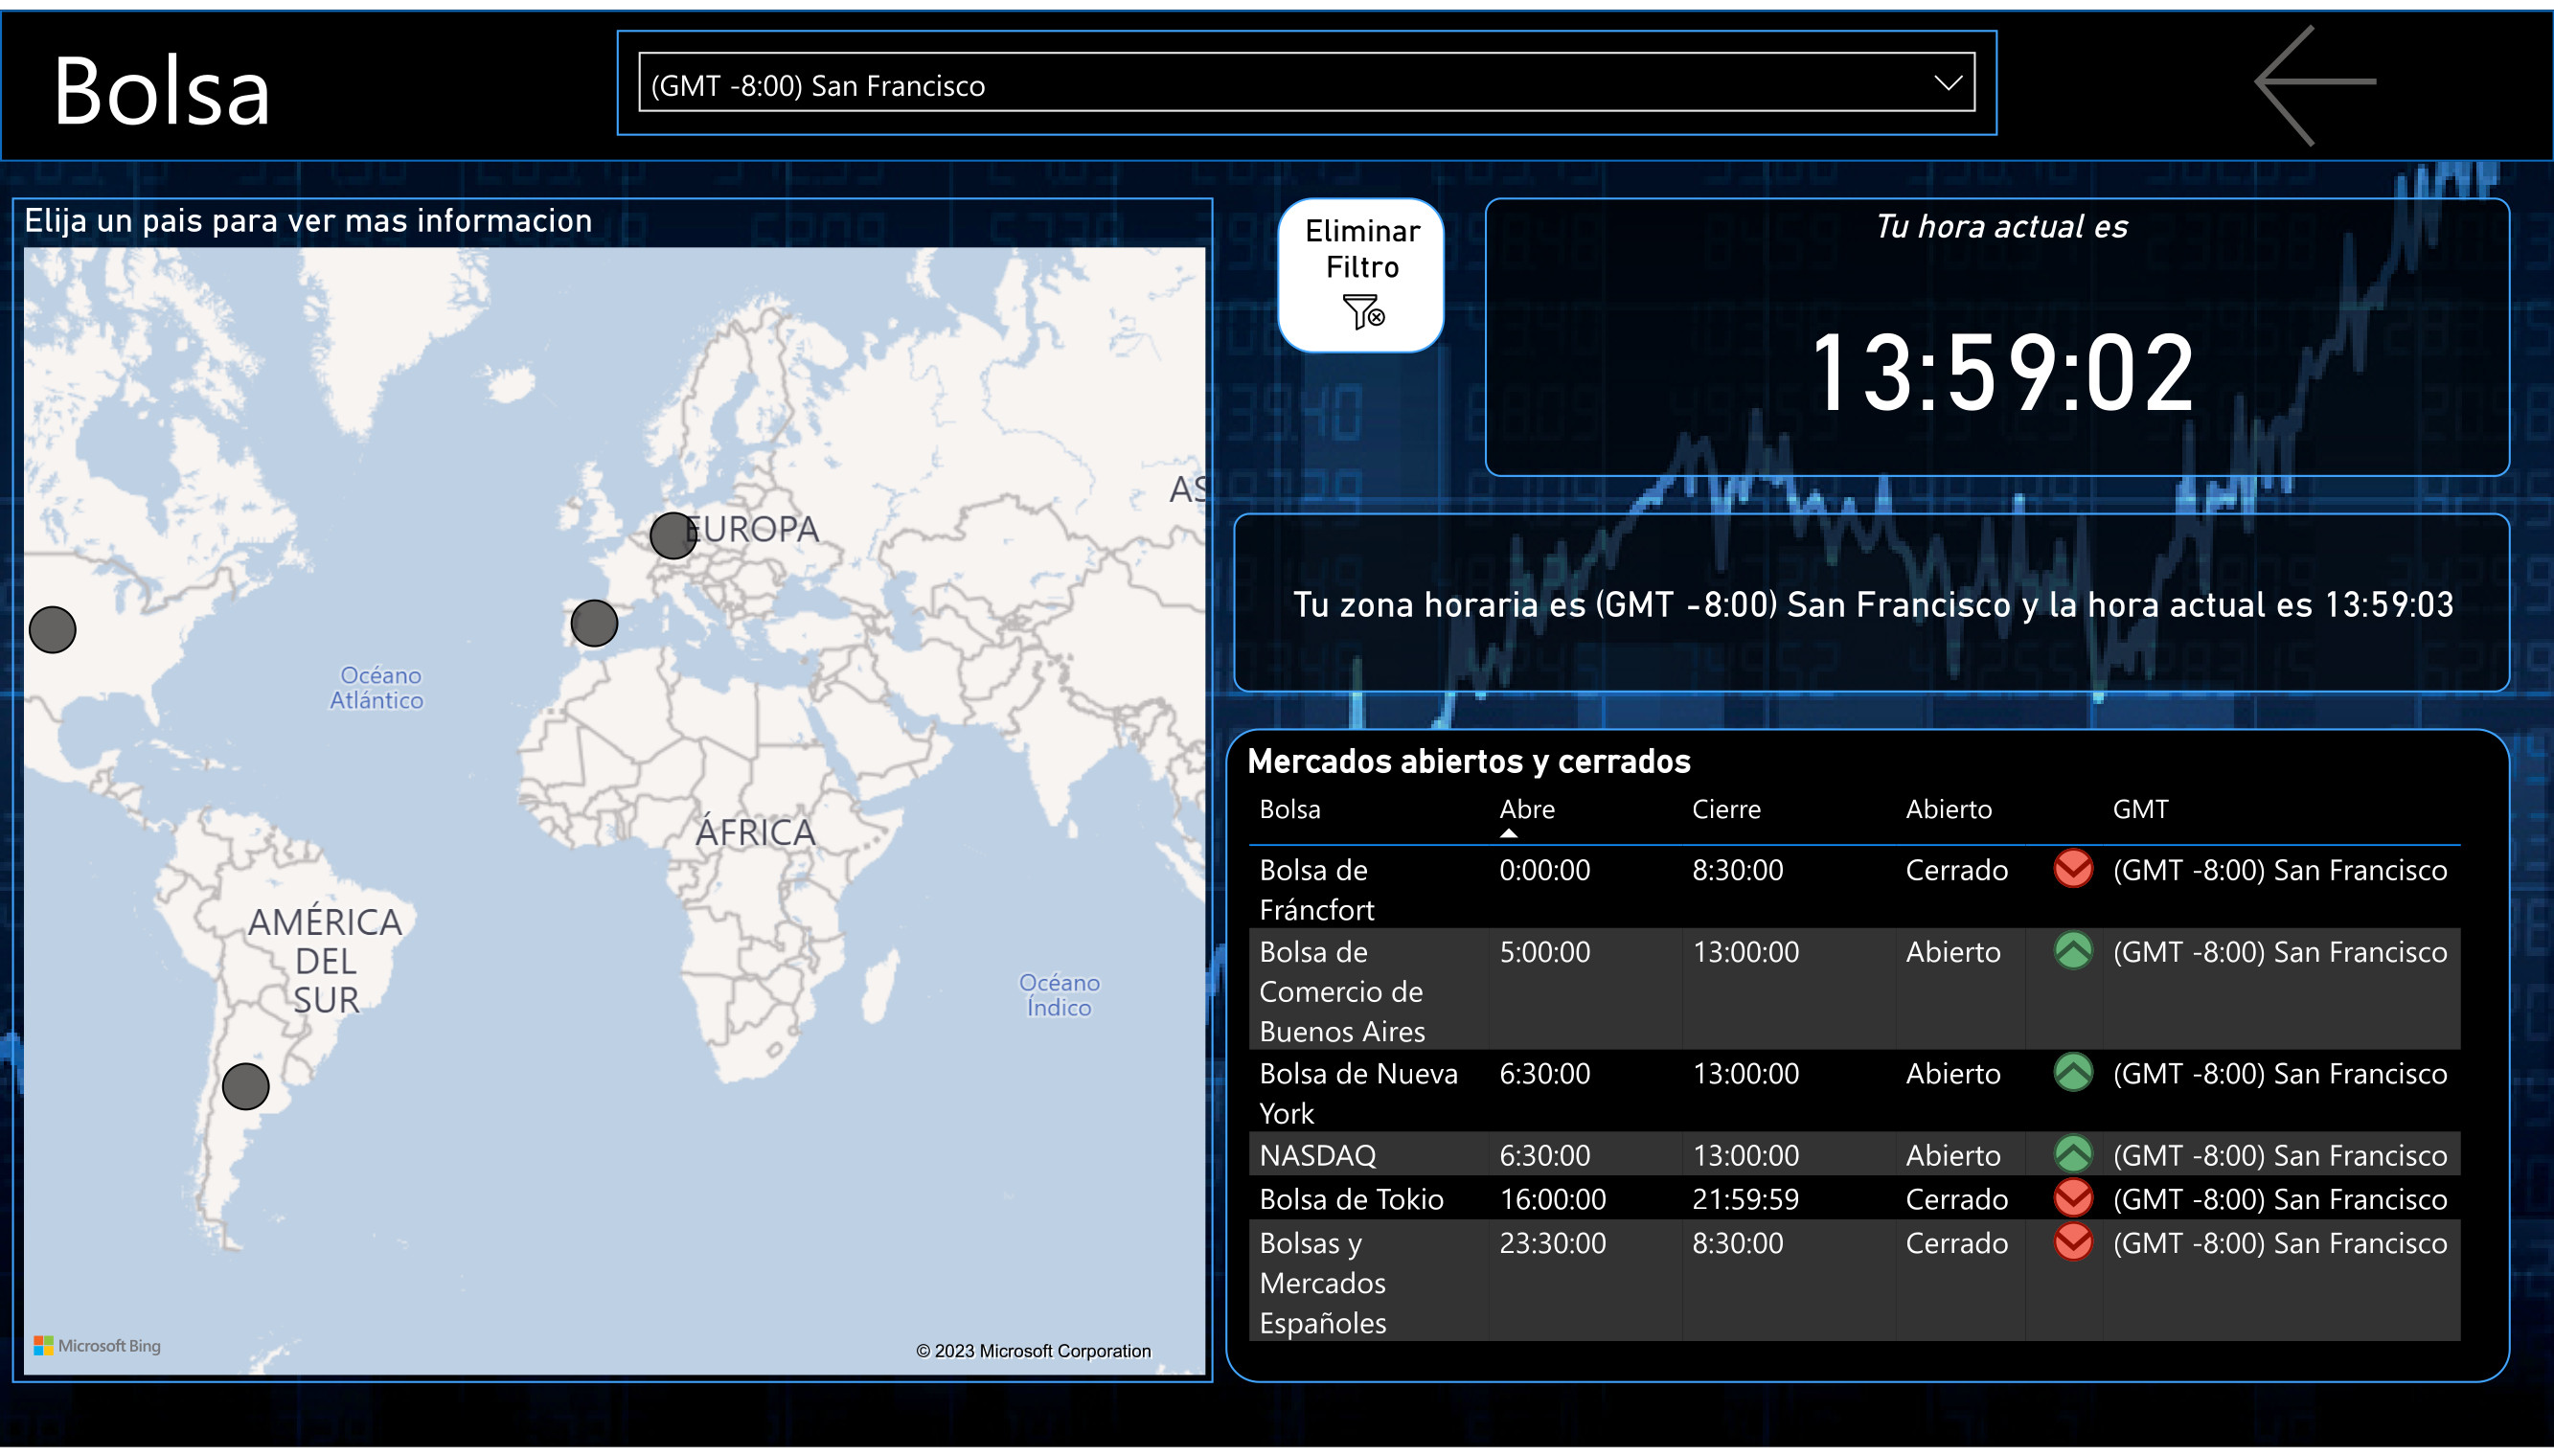 Bolsa
(GMT -8:00) San Francisco
Elija un pais para ver mas informacion
Eliminar
Filtro
Tu hora actual es
13:59:02
Tu zona horaria es (GMT -8:00) San Francisco y la hora actual es 13:59:03
AS
EUROPA
Océano
Atlántico
ÁFRICA
AMÉRICA
DEL
SUR
Océano
Índico
Microsoft Bing
© 2023 Microsoft Corporation
Mercados abiertos y cerrados
Bolsa Abre Cierre Abierto GMT
Bolsa de 0:00:00 8:30:00 Cerrado (GMT -8:00) San Francisco
Fráncfort
Bolsa de 5:00:00 13:00:00 Abierto (GMT -8:00) San Francisco
Comercio de
Buenos Aires
Bolsa de Nueva 6:30:00 13:00:00 Abierto (GMT -8:00) San Francisco
York
NASDAQ 6:30:00 13:00:00 Abierto (GMT -8:00) San Francisco
Bolsa de Tokio 16:00:00 21:59:59 Cerrado (GMT -8:00) San Francisco
Bolsas y 23:30:00 8:30:00 Cerrado (GMT -8:00) San Francisco
Mercados
Españoles